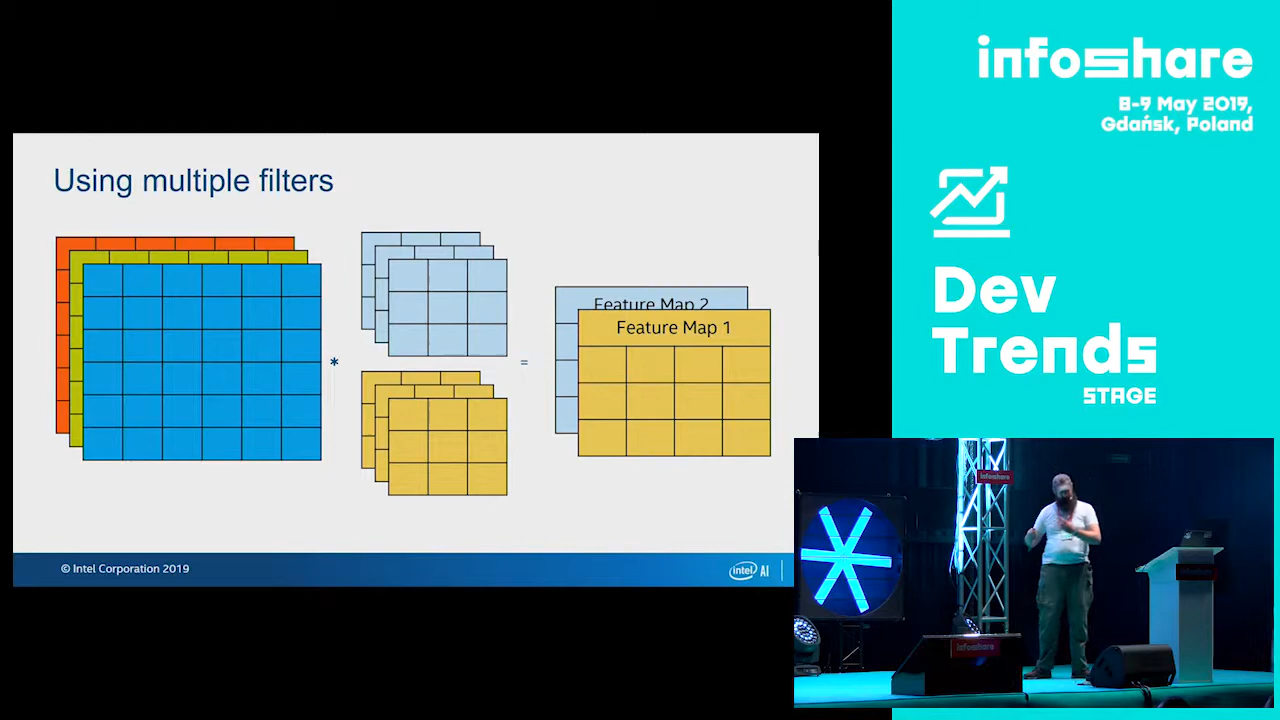 Using multiple filters
*
Feature Map 2
Feature Map 1
=
© Intel Corporation 2019
intel AI
infoshare
8-9 May 2019,
Gdańsk, Poland
Dev
Trends
STAGE
infoshare
infoshare
infoshare